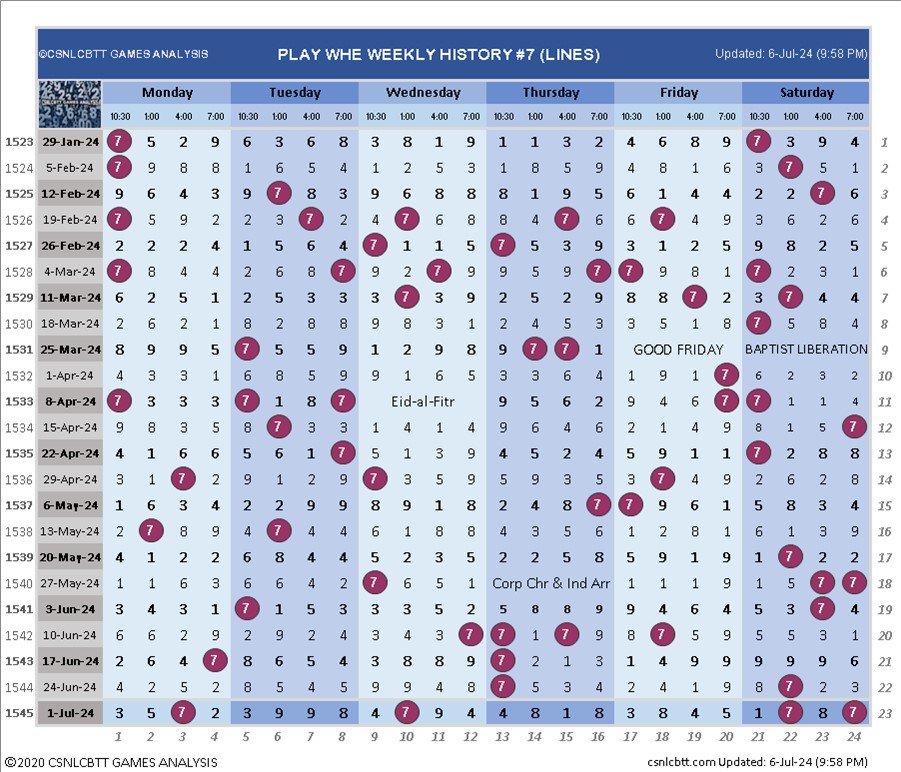 ©CSNLCBTT GAMES ANALYSIS PLAY WHE WEEKLY HISTORY #7 (LINES) Updated: 6-Jul-24 (9:58 PM)
Monday Tuesday Wednesday Thursday Friday Saturday
10:30 1:00 4:00 7:00 10:30 1:00 4:00 7:00 10:30 1:00 4:00 7:00 10:30 1:00 4:00 7:00 10:30 1:00 4:00 7:00 10:30 1:00 4:00 7:00
1523 29-Jan-24 7 5 2 9 6 3 6 8 3 8 1 9 1 1 3 2 4 6 8 9 7 3 9 4 1
1524 5-Feb-24 7 9 8 8 1 6 5 4 1 2 5 3 1 8 5 9 4 8 1 6 3 7 5 1 2
1525 12-Feb-24 9 6 4 3 9 7 8 3 9 6 8 8 8 1 9 5 6 1 4 4 2 2 7 6 3
1526 19-Feb-24 7 5 9 2 2 3 7 2 4 7 6 8 8 4 7 6 6 7 4 9 3 6 2 6 4
1527 26-Feb-24 2 2 2 4 1 5 6 4 7 1 1 5 7 5 3 9 3 1 2 5 9 8 2 5 5
1528 4-Mar-24 7 8 4 4 2 6 8 7 9 2 7 9 9 5 9 7 7 9 8 1 7 2 3 1 6
1529 11-Mar-24 6 2 5 1 2 5 3 3 3 7 3 9 2 5 2 9 8 8 7 2 3 7 4 4 7
1530 18-Mar-24 2 6 2 1 8 2 8 8 9 8 3 1 2 4 5 3 3 5 1 8 7 5 8 4 8
1531 25-Mar-24 8 9 9 5 7 5 5 9 1 2 9 8 9 7 7 1 GOOD FRIDAY BAPTIST LIBERATION 9
1532 1-Apr-24 4 3 3 1 6 8 5 9 9 1 6 5 3 3 6 4 1 9 1 7 6 2 3 2 10
1533 8-Apr-24 7 3 3 3 7 1 8 7 Eid-al-Fitr 9 5 6 2 9 4 6 7 7 1 1 4 11
1534 15-Apr-24 9 8 3 5 8 7 3 3 1 4 1 4 9 5 6 4 2 1 4 9 8 1 5 7 12
1535 22-Apr-24 4 1 6 6 5 6 1 7 5 1 3 9 4 5 2 4 5 9 1 1 7 2 8 8 13
1536 29-Apr-24 1 3 7 2 9 1 2 9 7 3 5 9 5 9 3 5 3 7 4 5 2 6 2 8 14
1537 6-May-24 1 6 3 4 2 2 9 9 8 9 1 8 2 4 8 7 7 9 6 1 5 8 3 4 15
1538 13-May-24 2 7 8 9 4 7 4 4 6 1 8 8 4 3 5 6 1 2 8 1 6 1 3 9 16
1539 20-May-24 4 1 2 2 6 8 4 4 5 2 3 5 2 2 5 8 5 9 1 9 1 7 2 2 17
1540 27-May-24 1 1 6 3 6 6 4 2 7 6 5 1 Corp Chr & Ind Arr 1 1 1 9 1 5 7 7 18
1541 3-Jun-24 3 4 3 1 7 1 5 3 3 3 5 2 5 8 8 9 9 4 6 4 5 3 7 4 19
1542 10-Jun-24 6 6 2 9 2 9 2 4 3 4 3 7 7 1 7 9 8 7 6 9 5 5 3 1 20
1543 17-Jun-24 2 6 4 7 8 6 5 4 3 8 8 9 7 2 1 3 1 4 9 9 9 9 9 6 21
1544 24-Jun-24 4 2 5 2 8 5 4 5 9 9 4 8 7 5 3 4 2 4 1 9 8 7 2 3 22
1545 1-Jul-24 3 5 7 2 3 9 9 8 4 7 9 4 4 8 1 8 3 8 4 5 1 7 8 7 23
1 2 3 4 5 6 7 8 9 10 11 12 13 14 15 16 17 18 19 20 21 22 23 24
©2020 CSNLCBTT GAMES ANALYSIS csnlcbtt.com Updated: 6-Jul-24 (9:58 PM)